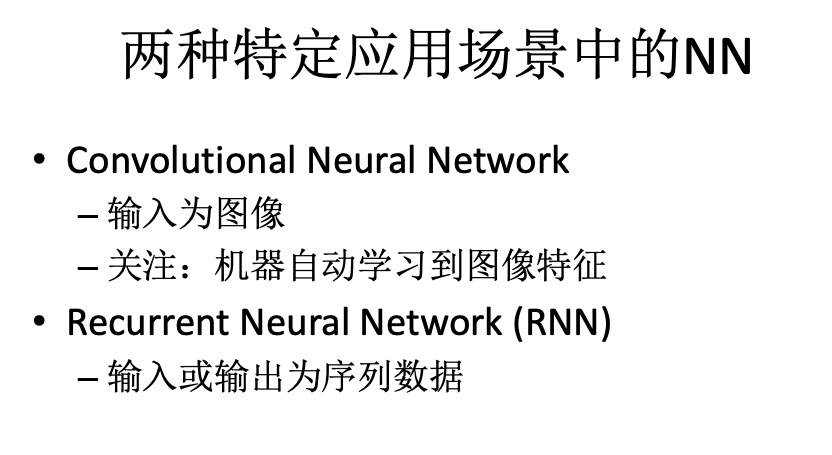 两种特定应用场景中的NN
• Convolutional Neural Network
– 输入为图像
– 关注：机器自动学习到图像特征
• Recurrent Neural Network (RNN)
– 输入或输出为序列数据